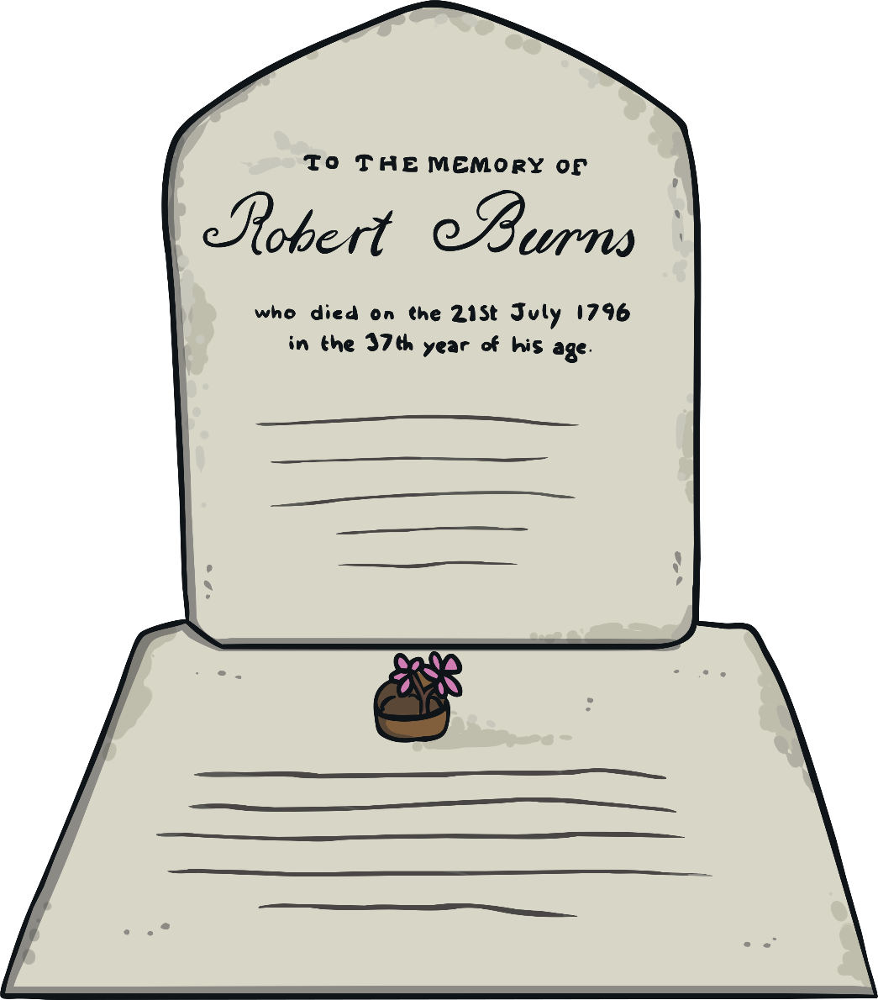 TO THE MEMORY OF
Robert Burns
who died on the 21st July 1796
in the 37th year of his age.